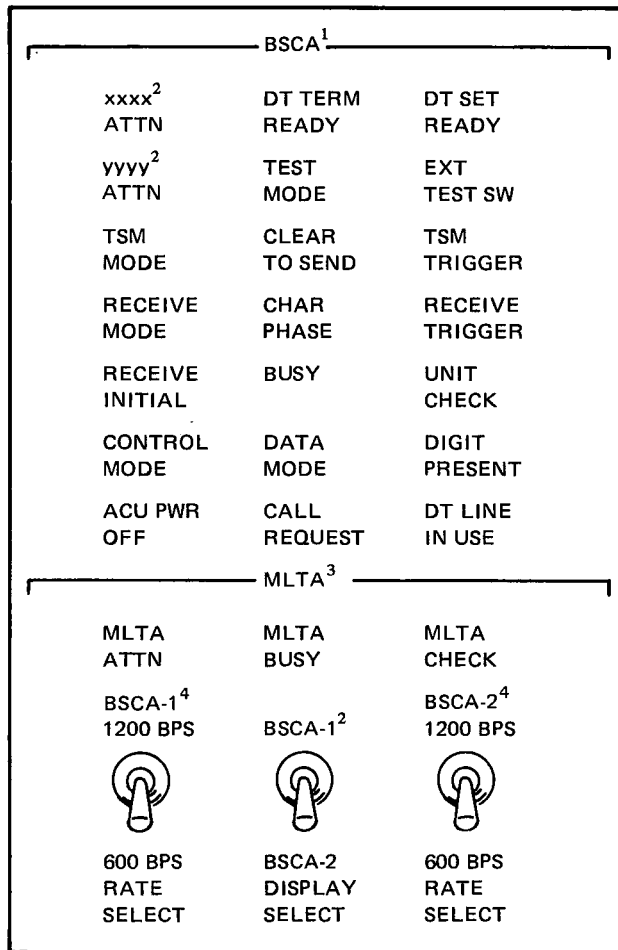 BSCA¹
xxxx² DT TERM DT SET
ATTN READY READY
yyyy² TEST EXT
ATTN MODE TEST SW
TSM CLEAR TSM
MODE TO SEND TRIGGER
RECEIVE CHAR RECEIVE
MODE PHASE TRIGGER
RECEIVE BUSY UNIT
INITIAL CHECK
CONTROL DATA DIGIT
MODE MODE PRESENT
ACU PWR CALL DT LINE
OFF REQUEST IN USE
MLTA³
MLTA MLTA MLTA
ATTN BUSY CHECK
BSCA-1⁴ BSCA-2⁴
1200 BPS BSCA-1² 1200 BPS
600 BPS BSCA-2 600 BPS
RATE DISPLAY RATE
SELECT SELECT SELECT